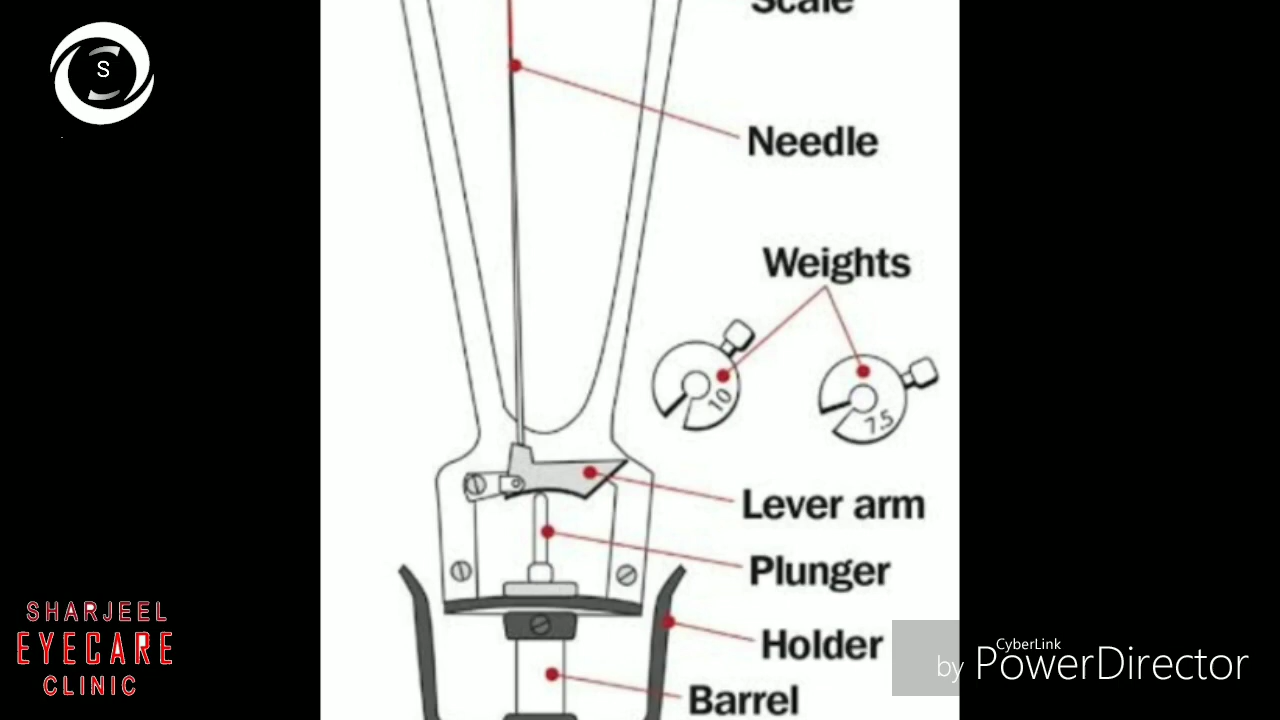 Scale
S
Needle
Weights
10
7.5
Lever arm
Plunger
Holder
Barrel
SHARJEEL
EYECARE
CLINIC
CyberLink
by PowerDirector